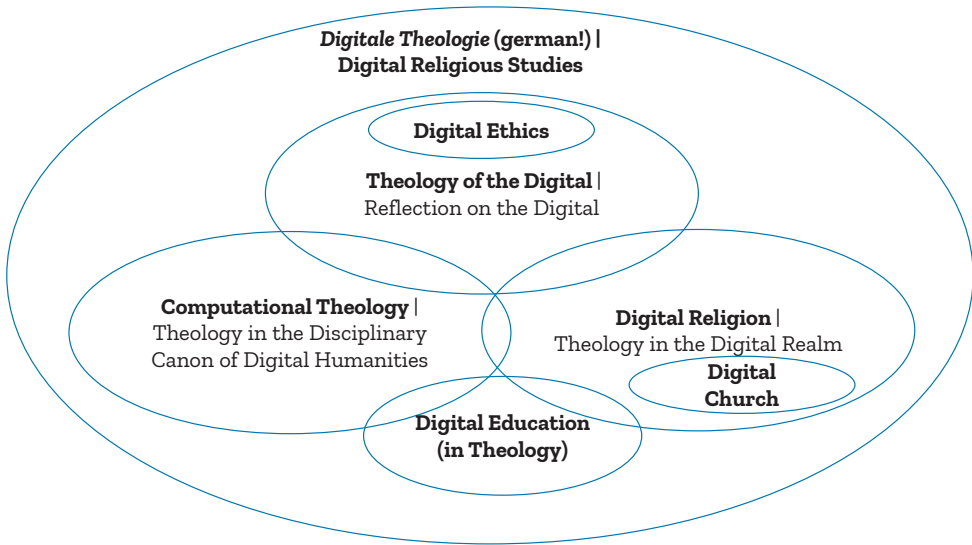 Digitale Theologie (german!) |
Digital Religious Studies
Digital Ethics
Theology of the Digital |
Reflection on the Digital
Computational Theology |
Theology in the Disciplinary
Canon of Digital Humanities
Digital Religion |
Theology in the Digital Realm
Digital
Church
Digital Education
(in Theology)